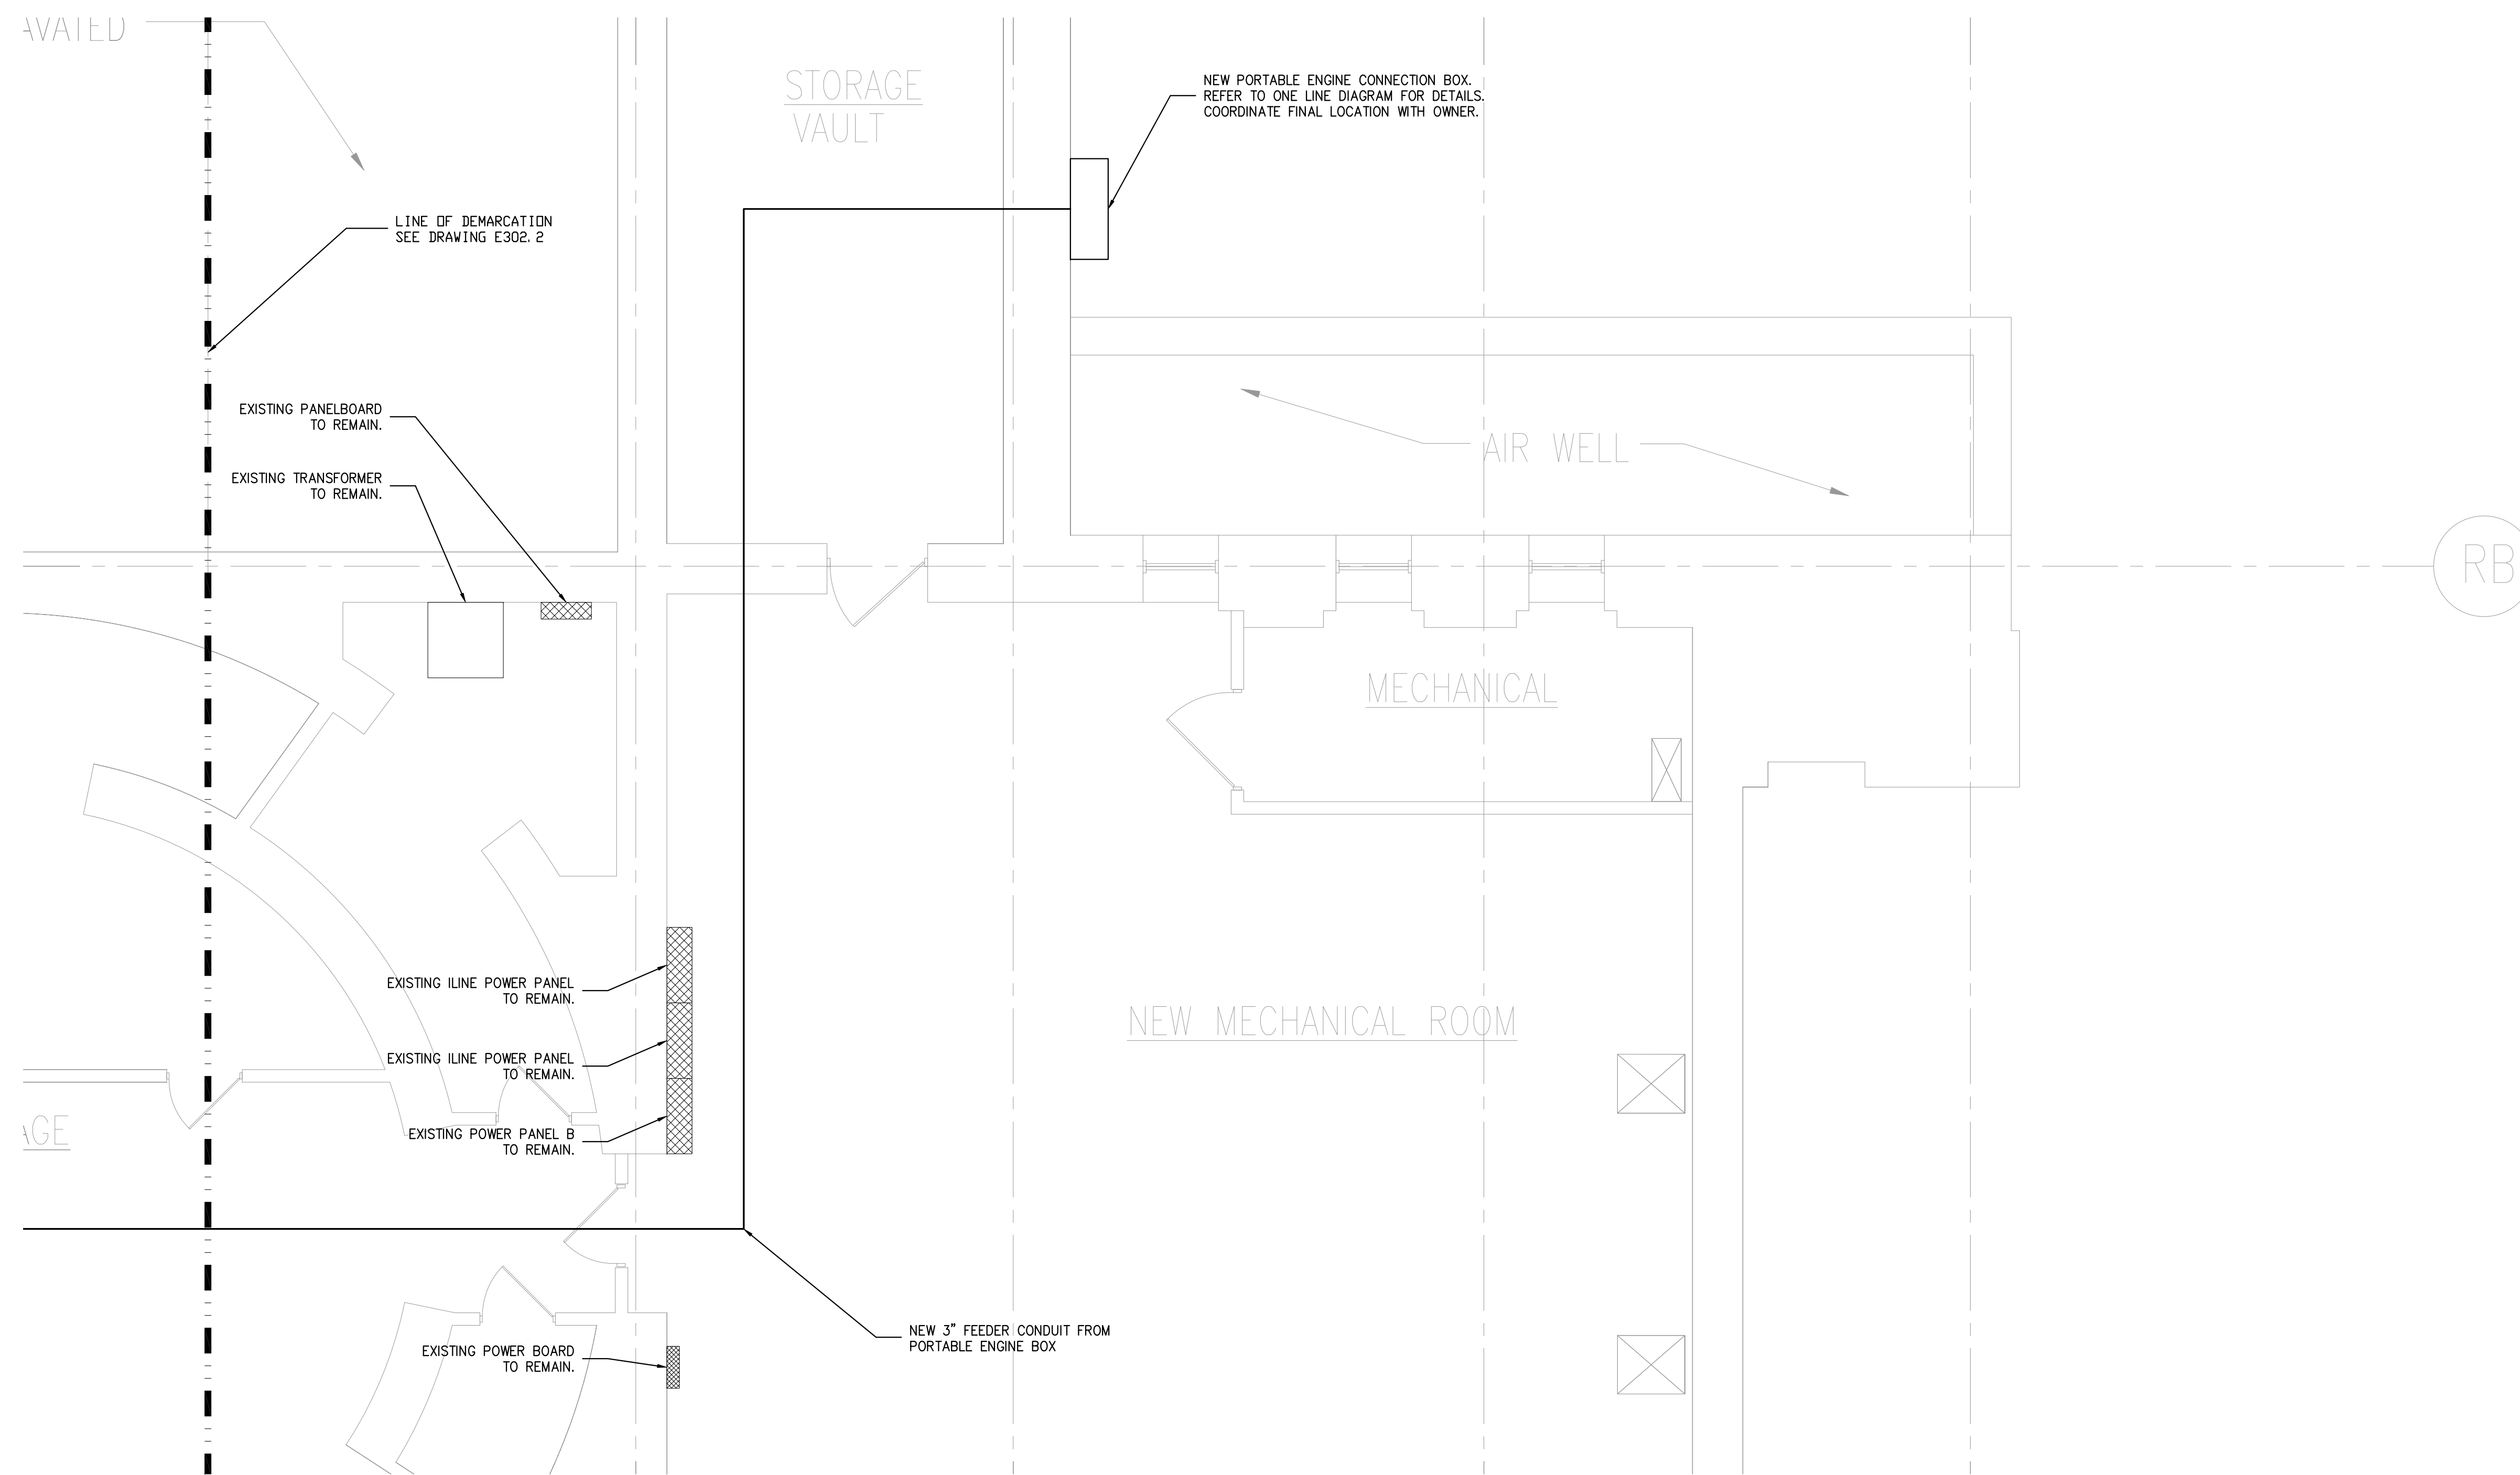 STORAGE
VAULT
NEW PORTABLE ENGINE CONNECTION BOX.
REFER TO ONE LINE DIAGRAM FOR DETAILS.
COORDINATE FINAL LOCATION WITH OWNER.
LINE OF DEMARCATION
SEE DRAWING E302.2
EXISTING PANELBOARD
TO REMAIN.
EXISTING TRANSFORMER
TO REMAIN.
AIR WELL
RB
MECHANICAL
EXISTING ILINE POWER PANEL
TO REMAIN.
NEW MECHANICAL ROOM
EXISTING ILINE POWER PANEL
TO REMAIN.
EXISTING POWER PANEL B
TO REMAIN.
NEW 3" FEEDER CONDUIT FROM
PORTABLE ENGINE BOX
EXISTING POWER BOARD
TO REMAIN.